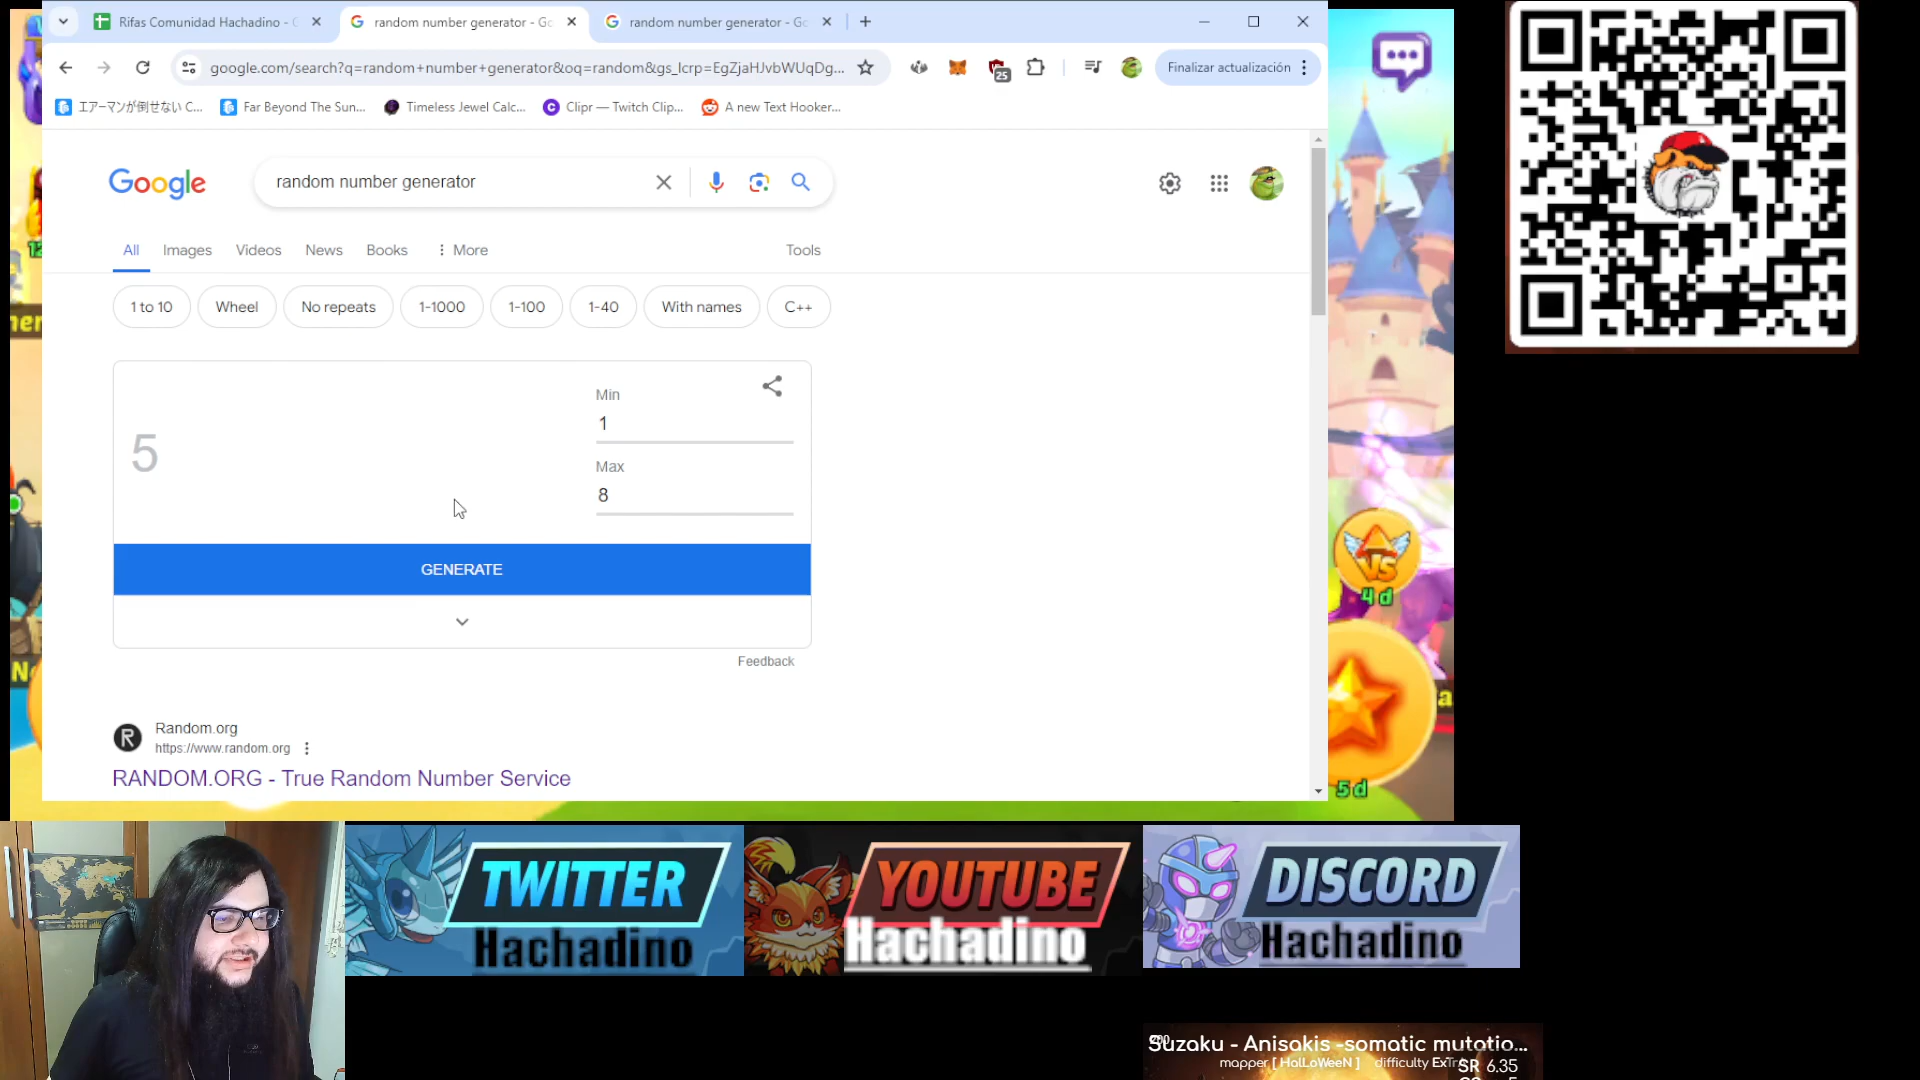 Rifas Comunidad Hachadino -
random number generator - Go
random number generator - Go
google.com/search?q=random+number+generator&oq=random&gs_lcrp=EgZjaHJvbWUqDg...
25
Finalizar actualización
エアーマンが倒せない C...
Far Beyond The Sun...
Timeless Jewel Calc...
Clipr — Twitch Clip...
A new Text Hooker...
Google
random number generator
All
Images
Videos
News
Books
More
Tools
1 to 10
Wheel
No repeats
1-1000
1-100
1-40
With names
C++
5
Min
1
Max
8
GENERATE
Feedback
R
Random.org
https://www.random.org
RANDOM.ORG - True Random Number Service
VS
4d
5d
TWITTER
Hachadino
YOUTUBE
Hachadino
DISCORD
Hachadino
Suzaku - Anisakis -somatic mutatio...
mapper [ HalLoWeeN ] difficulty
SR 6.35